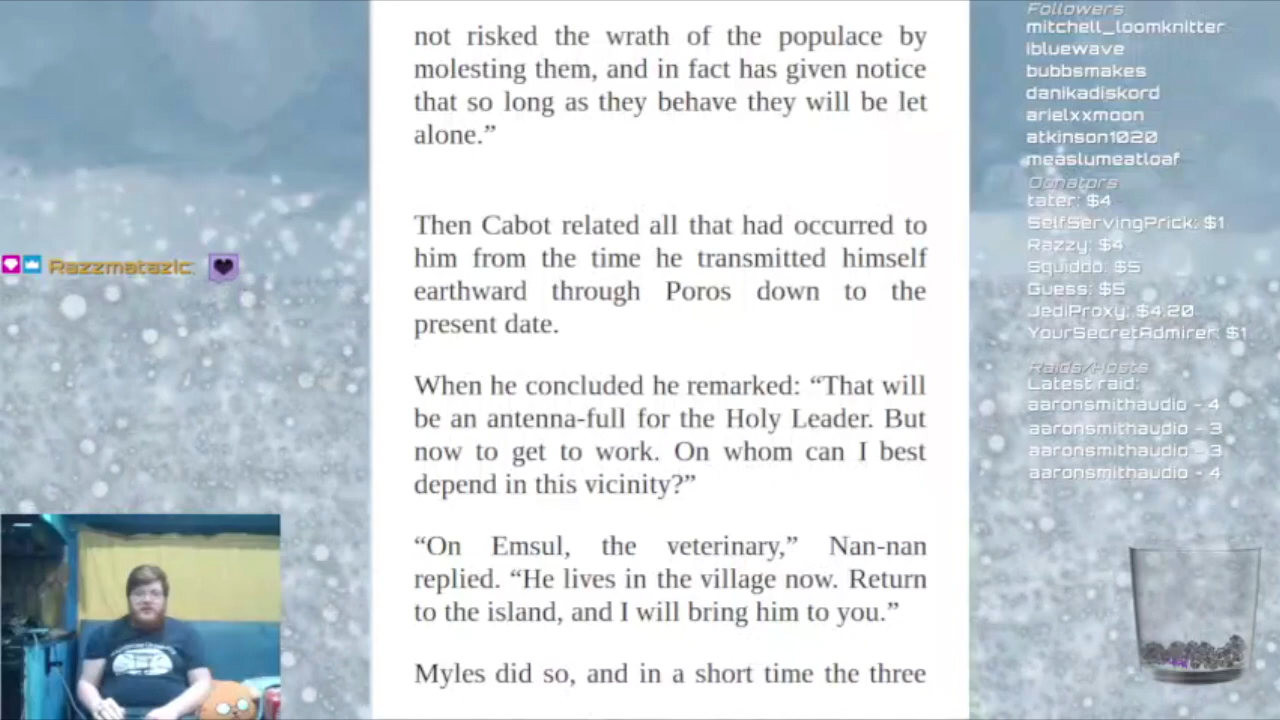 not risked the wrath of the populace by
molesting them, and in fact has given notice
that so long as they behave they will be let
alone.”
Then Cabot related all that had occurred to
him from the time he transmitted himself
earthward through Poros down to the
present date.
When he concluded he remarked: “That will
be an antenna-full for the Holy Leader. But
now to get to work. On whom can I best
depend in this vicinity?”
“On Emsul, the veterinary,” Nan-nan
replied. “He lives in the village now. Return
to the island, and I will bring him to you.”
Myles did so, and in a short time the three
Razzmatazic
Followers
mitchell_loomknitter
lbluewave
bubbsmakes
danikadiskord
arielxxmoon
atkinson1020
measlumeatloaf
Donators
tater: $4
SelfServingPrick: $1
Razzy: $4
Squiddo: $5
Guess: $5
JediProxy: $4.20
YourSecretAdmirer: $1
Raids/Hosts
Latest raid:
aaronsmithaudio - 4
aaronsmithaudio - 3
aaronsmithaudio - 3
aaronsmithaudio - 4